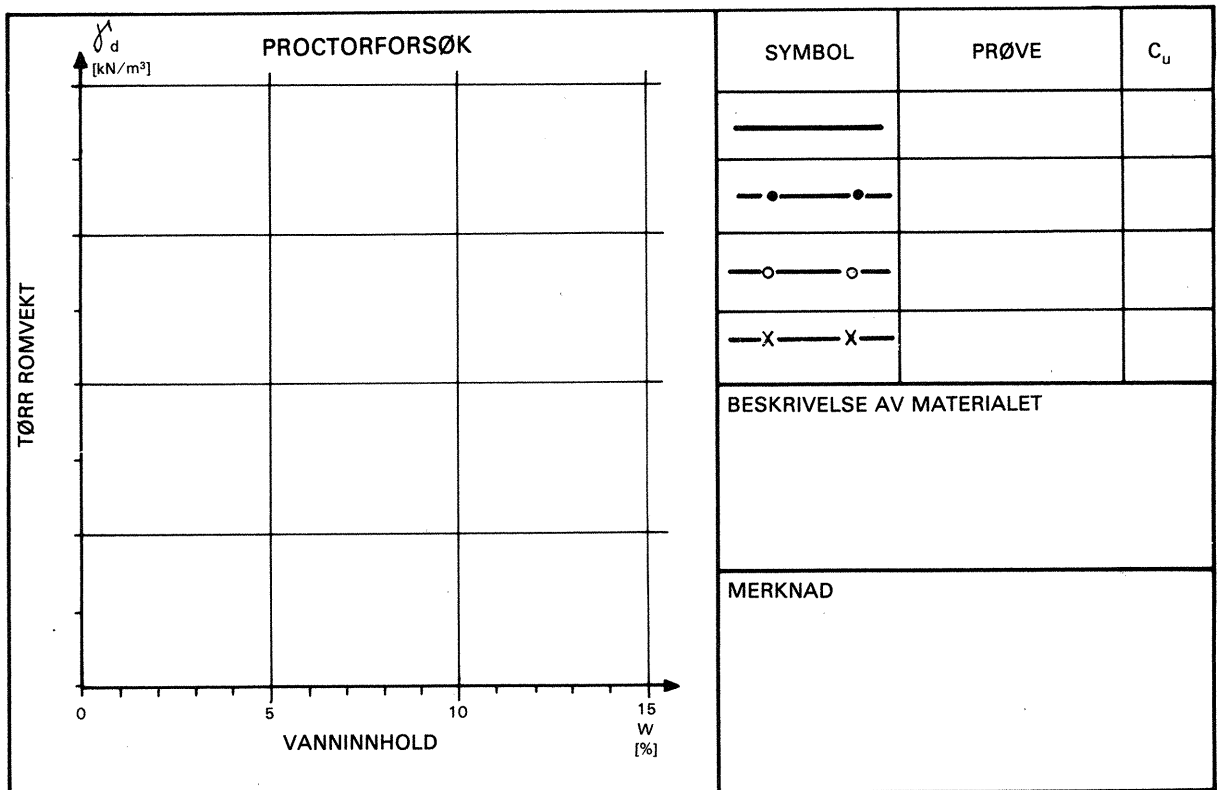 γd
[kN/m³]
PROCTORFORSØK
TØRR ROMVEKT
0 5 10 15
W
[%]
VANNINNHOLD
SYMBOL PRØVE Cu
BESKRIVELSE AV MATERIALET
MERKNAD